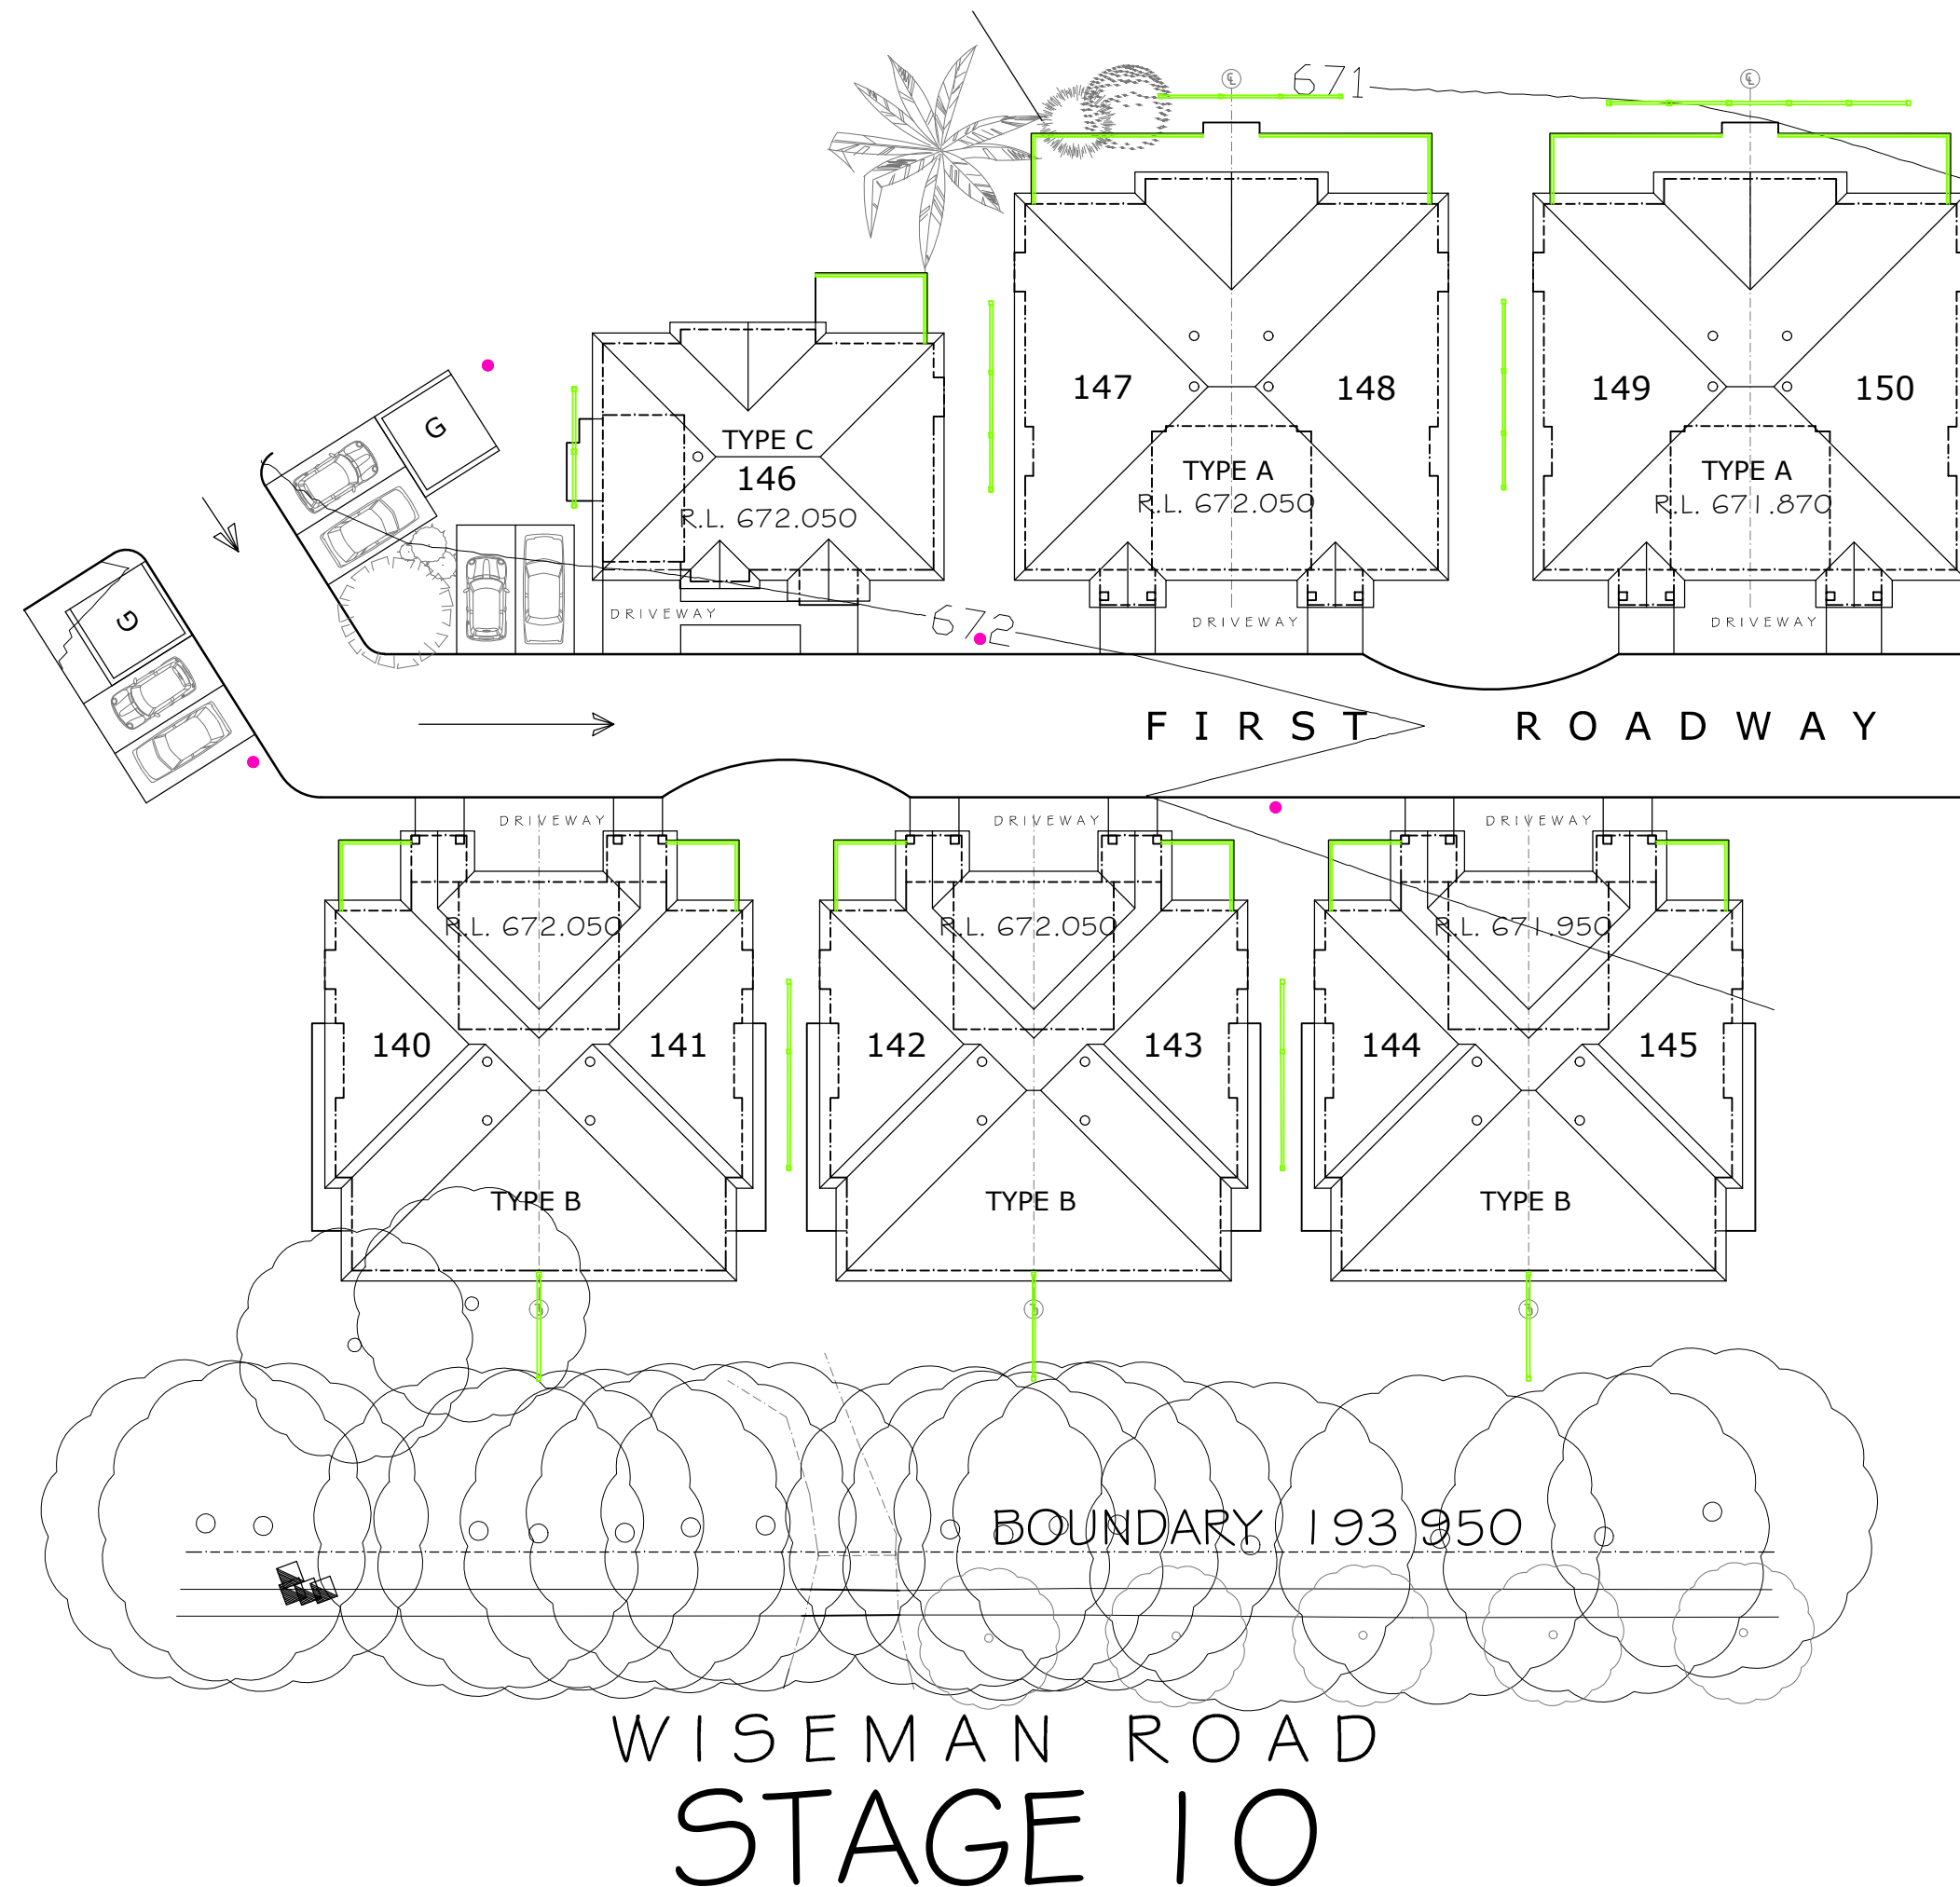 671
147
148
149
150
G
TYPE C
146
R.L. 672.050
TYPE A
R.L. 672.050
TYPE A
R.L. 671.870
G
DRIVEWAY
672
DRIVEWAY
DRIVEWAY
FIRST ROADWAY
DRIVEWAY
DRIVEWAY
DRIVEWAY
R.L. 672.050
R.L. 672.050
R.L. 671.950
140
141
142
143
144
145
TYPE B
TYPE B
TYPE B
BOUNDARY 193 950
WISEMAN ROAD
STAGE 10